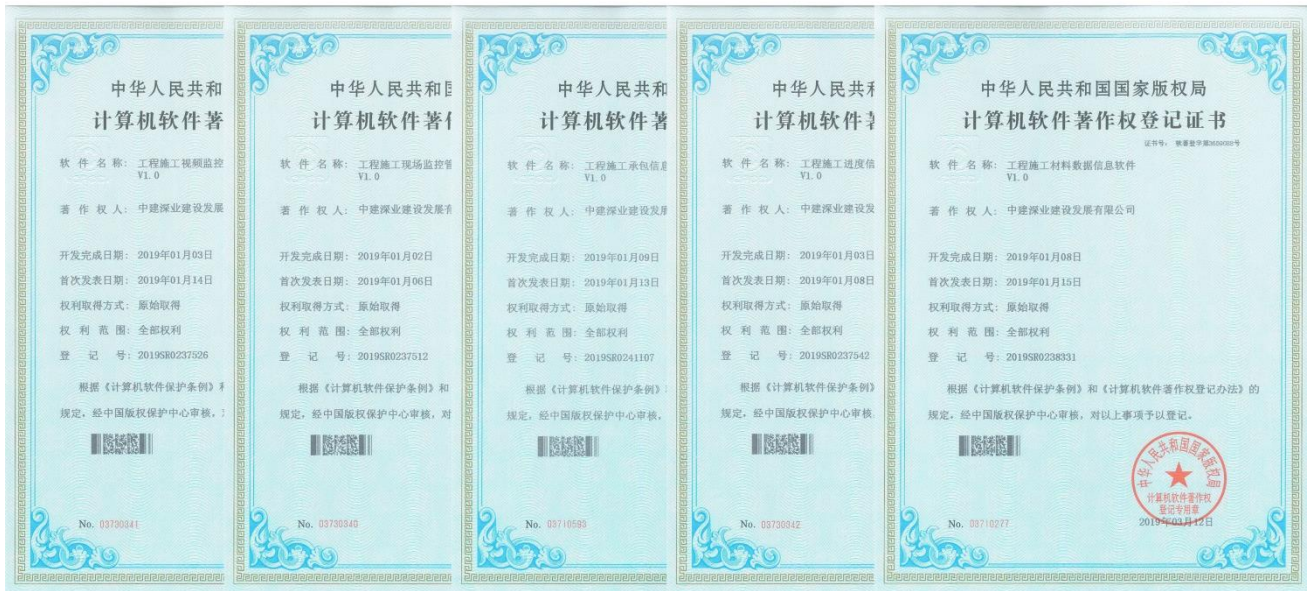 中华人民共和
计算机软件著
软件名称： 工程施工视频监控
V1.0
著作权人： 中建深业建设发展
开发完成日期： 2019年01月03日
首次发表日期： 2019年01月14日
权利取得方式： 原始取得
权利范围： 全部权利
登记号： 2019SR0237526
根据《计算机软件保护条例》和
规定，经中国版权保护中心审核，
No. 03730341
中华人民共和国
计算机软件著作
软件名称： 工程施工现场监控管
V1.0
著作权人： 中建深业建设发展有
开发完成日期： 2019年01月02日
首次发表日期： 2019年01月06日
权利取得方式： 原始取得
权利范围： 全部权利
登记号： 2019SR0237512
根据《计算机软件保护条例》和
规定，经中国版权保护中心审核，对
No. 03730340
中华人民共和
计算机软件著
软件名称： 工程施工承包信息
V1.0
著作权人： 中建深业建设发展
开发完成日期： 2019年01月09日
首次发表日期： 2019年01月13日
权利取得方式： 原始取得
权利范围： 全部权利
登记号： 2019SR0241107
根据《计算机软件保护条例》
规定，经中国版权保护中心审核，
No. 03710593
中华人民共和
计算机软件著
软件名称： 工程施工进度信
V1.0
著作权人： 中建深业建设发
开发完成日期： 2019年01月03日
首次发表日期： 2019年01月08日
权利取得方式： 原始取得
权利范围： 全部权利
登记号： 2019SR0237542
根据《计算机软件保护条例》
规定，经中国版权保护中心审核
No. 03730342
中华人民共和国国家版权局
计算机软件著作权登记证书
证书号： 软著登字第3659088号
软件名称： 工程施工材料数据信息软件
V1.0
著作权人： 中建深业建设发展有限公司
开发完成日期： 2019年01月08日
首次发表日期： 2019年01月15日
权利取得方式： 原始取得
权利范围： 全部权利
登记号： 2019SR0238331
根据《计算机软件保护条例》和《计算机软件著作权登记办法》的
规定，经中国版权保护中心审核，对以上事项予以登记。
中华人民共和国国家版权局
计算机软件著作权
登记专用章
No. 03710277
2019年03月12日